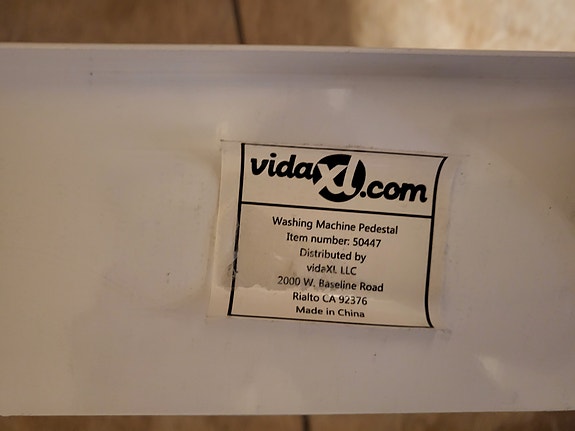 vidaXL.com
Washing Machine Pedestal
Item number: 50447
Distributed by
vidaXL LLC
2000 W. Baseline Road
Rialto CA 92376
Made in China